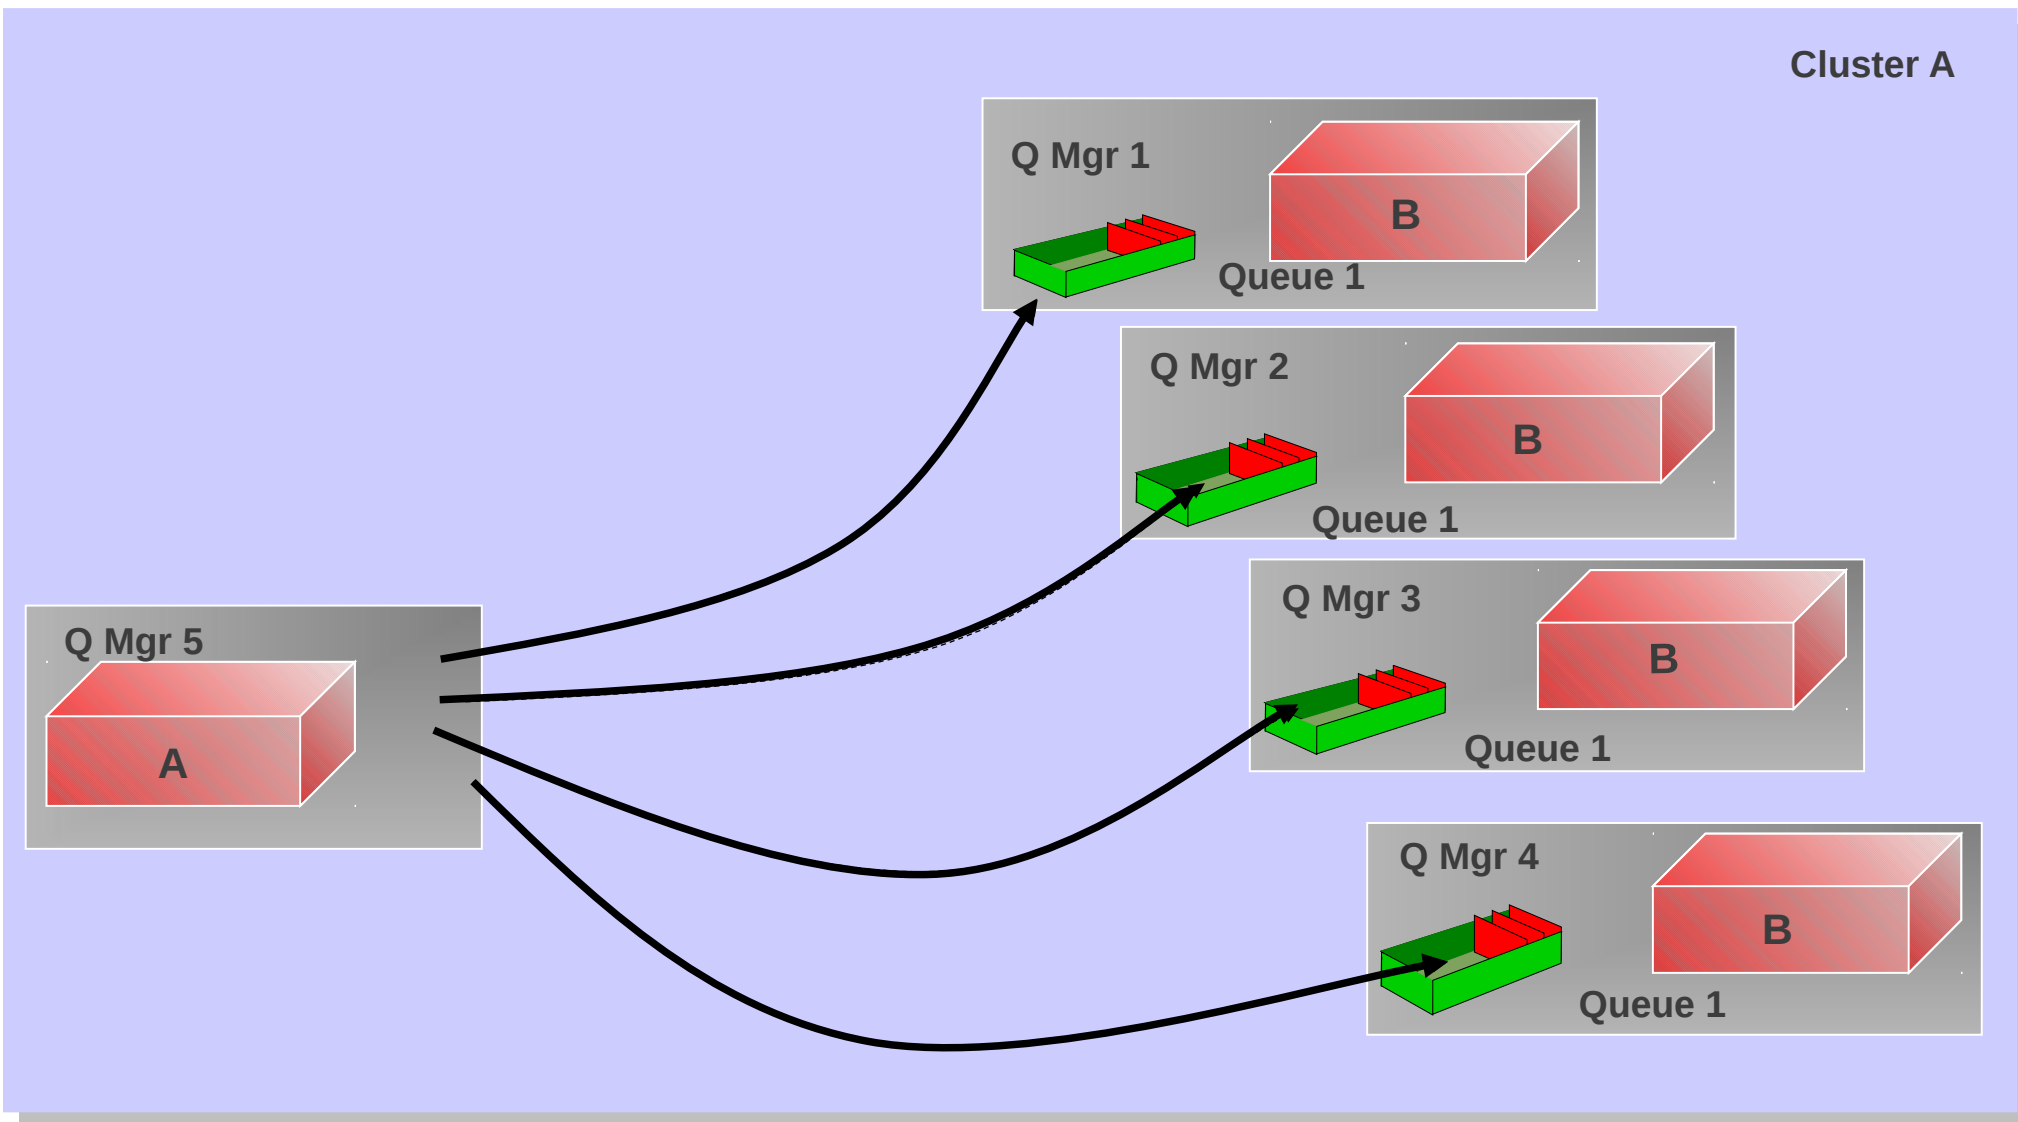 Cluster A
Q Mgr 1
B
Queue 1
Q Mgr 2
B
Queue 1
Q Mgr 3
B
Queue 1
Q Mgr 5
A
Q Mgr 4
B
Queue 1